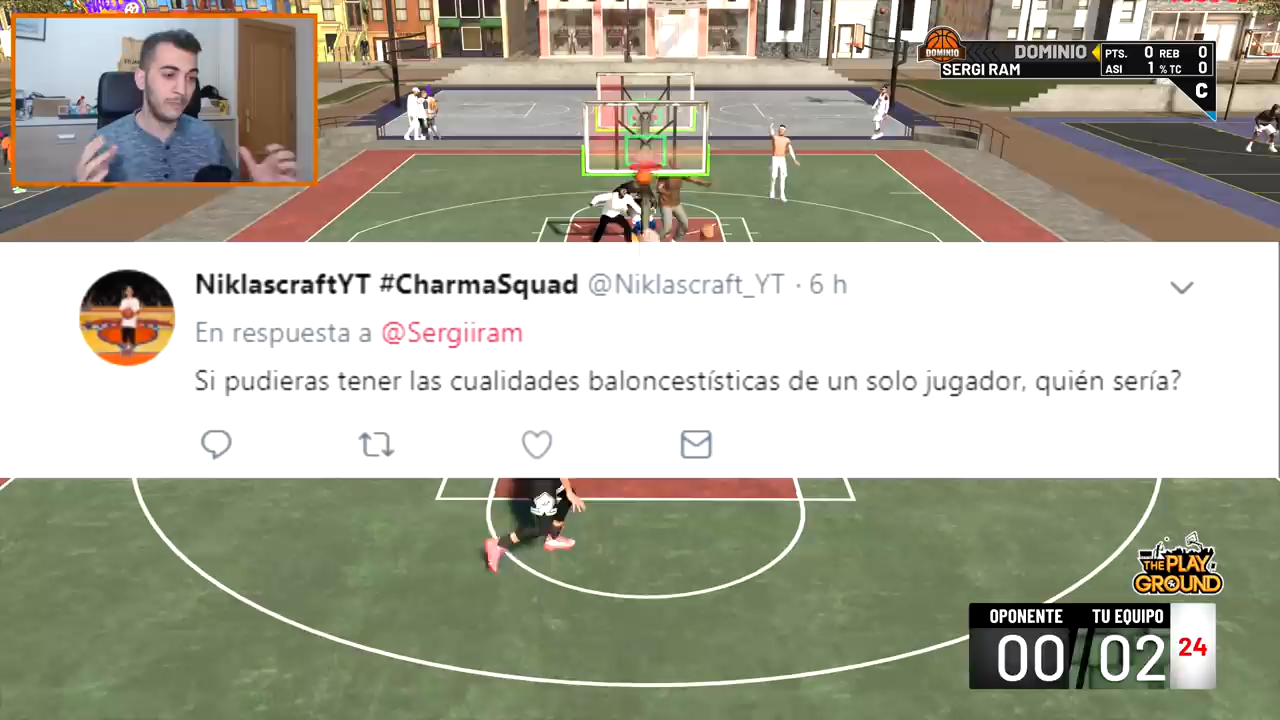 DOMINIO
DOMINIO
PTS. 0 REB 0
SERGI RAM
ASI 1 % TC 0
C
NiklascraftYT #CharmaSquad @Niklascraft_YT · 6 h
En respuesta a @Sergiiram
Si pudieras tener las cualidades baloncestísticas de un solo jugador, quién sería?
THE PLAY
GROUND
OPONENTE TU EQUIPO
00 / 02 24